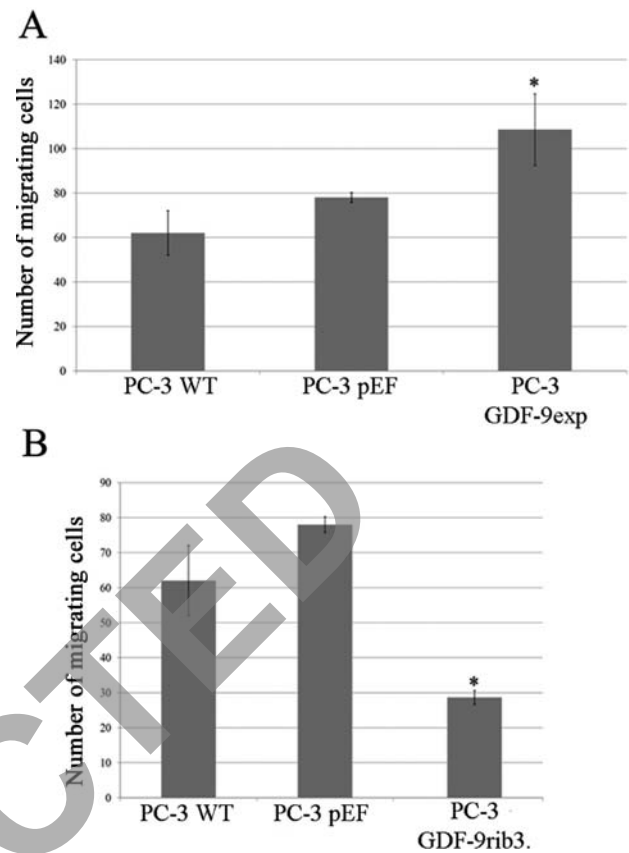 A
Number of migrating cells
140
120
100
80
60
40
20
0
*
PC-3 WT
PC-3 pEF
PC-3
GDF-9exp
B
Number of migrating cells
90
80
70
60
50
40
30
20
10
0
*
PC-3 WT
PC-3 pEF
PC-3
GDF-9rib3.
CTED